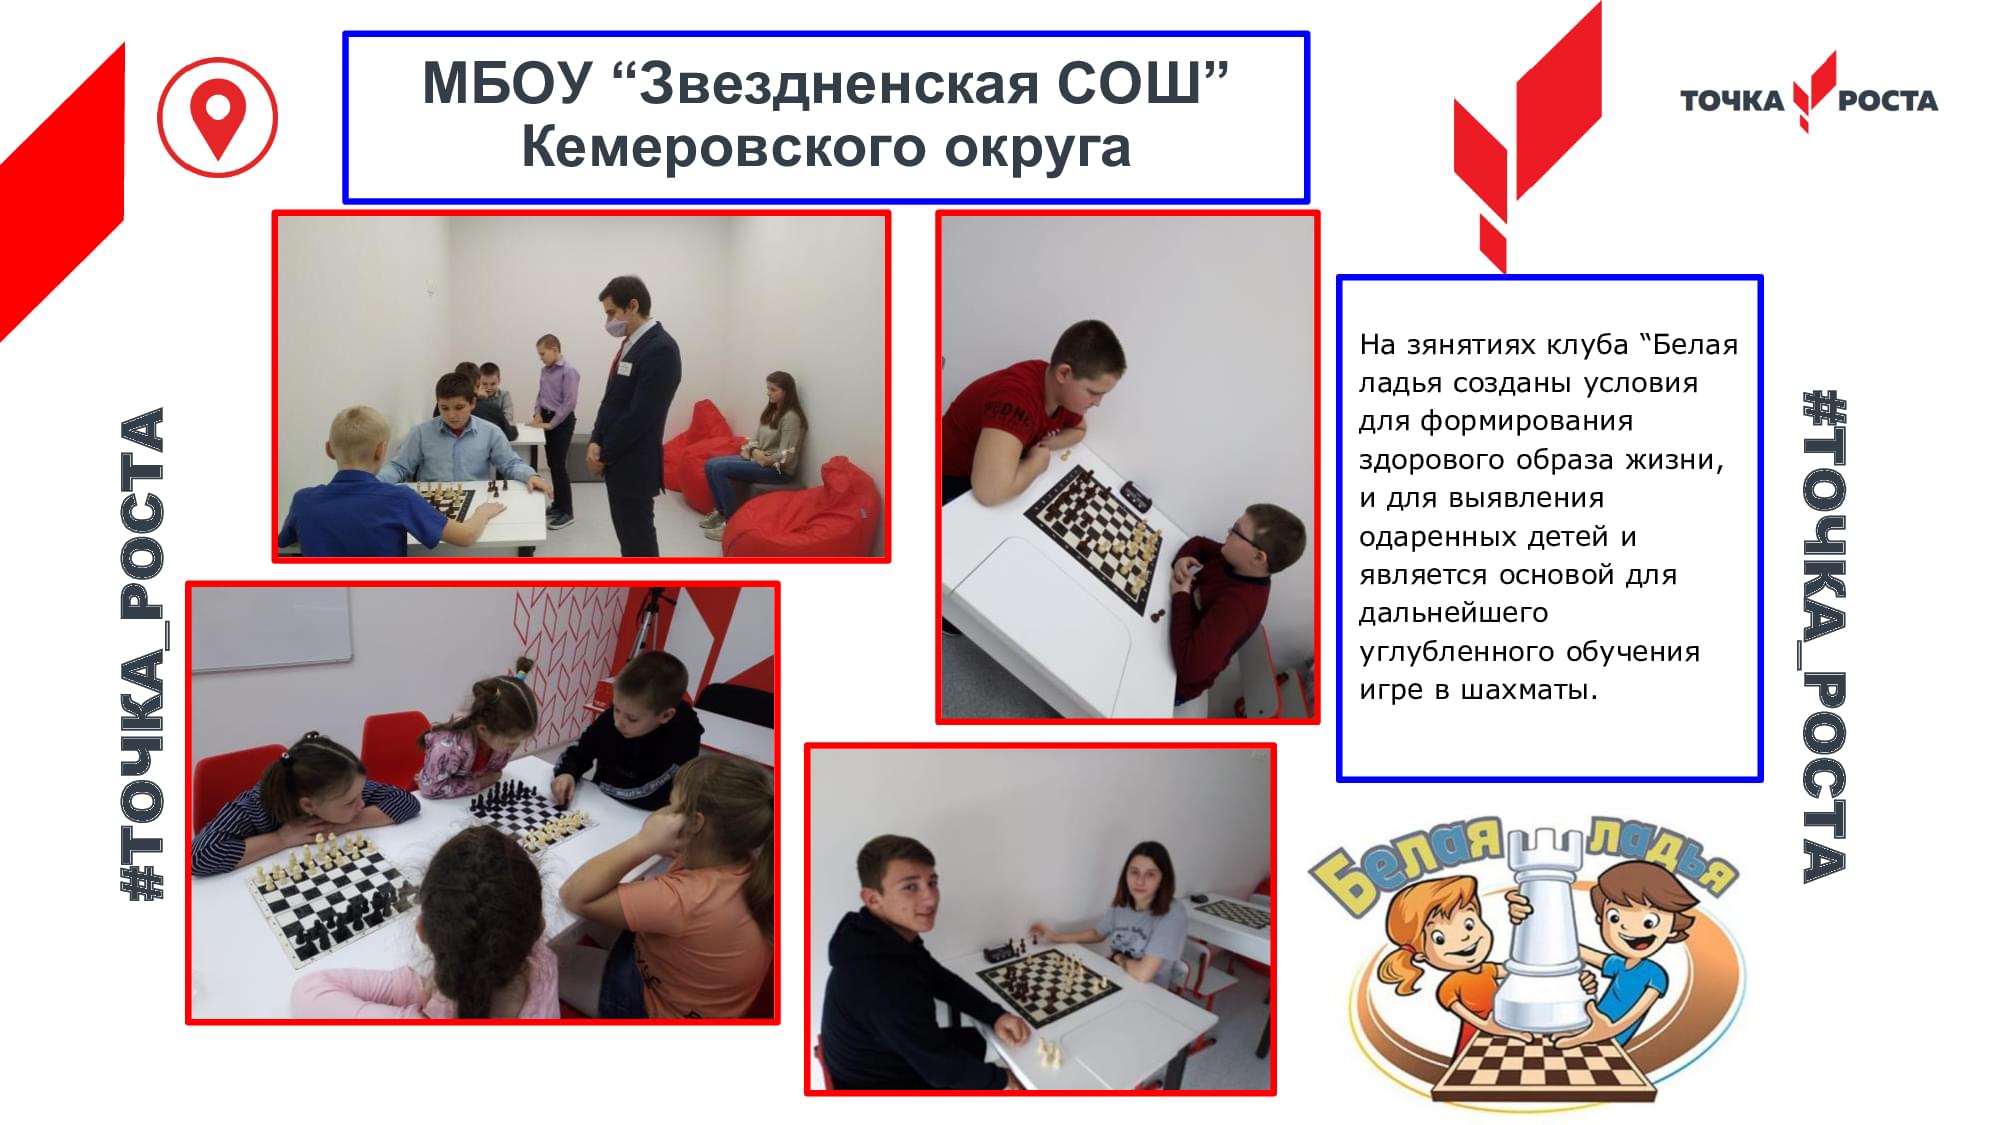 МБОУ “Звездненская СОШ”
Кемеровского округа
ТОЧКА РОСТА
#ТОЧКА_РОСТА
На зянятиях клуба “Белая
ладья созданы условия
для формирования
здорового образа жизни,
и для выявления
одаренных детей и
является основой для
дальнейшего
углубленного обучения
игре в шахматы.
#ТОЧКА_РОСТА
Белая ладья